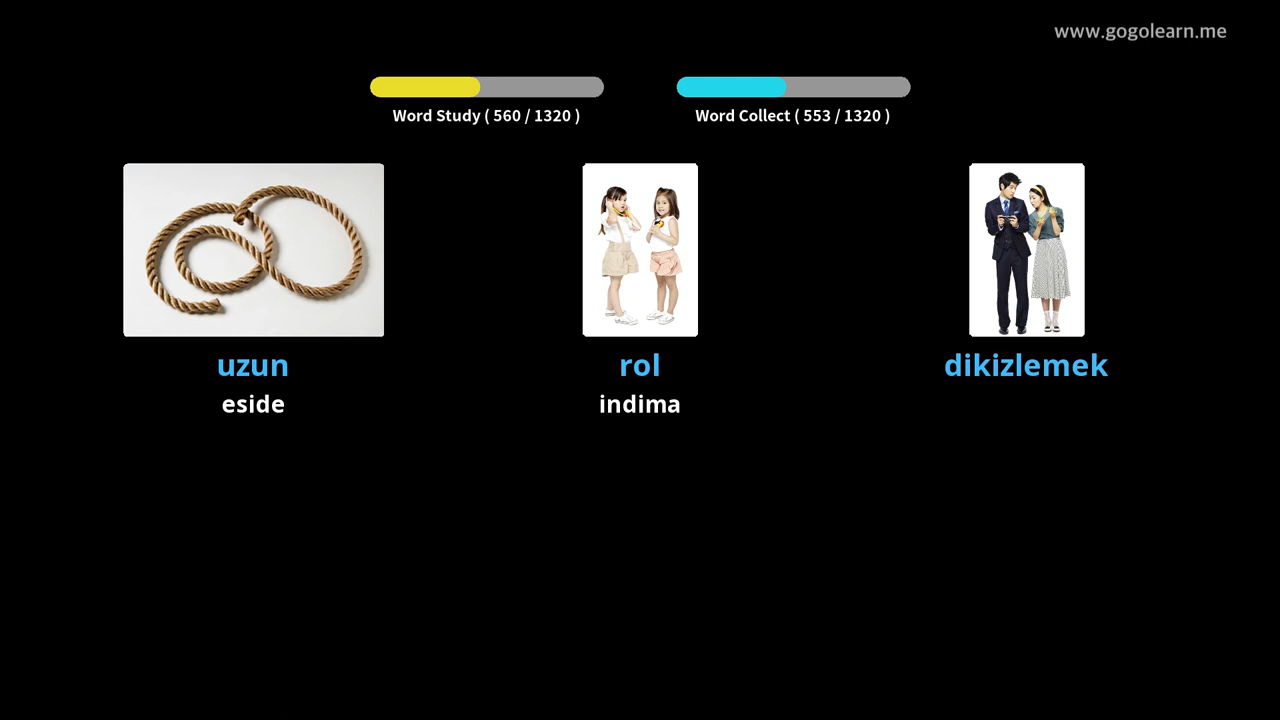 www.gogolearn.me
Word Study ( 560 / 1320 )
Word Collect ( 553 / 1320 )
uzun
eside
rol
indima
dikizlemek